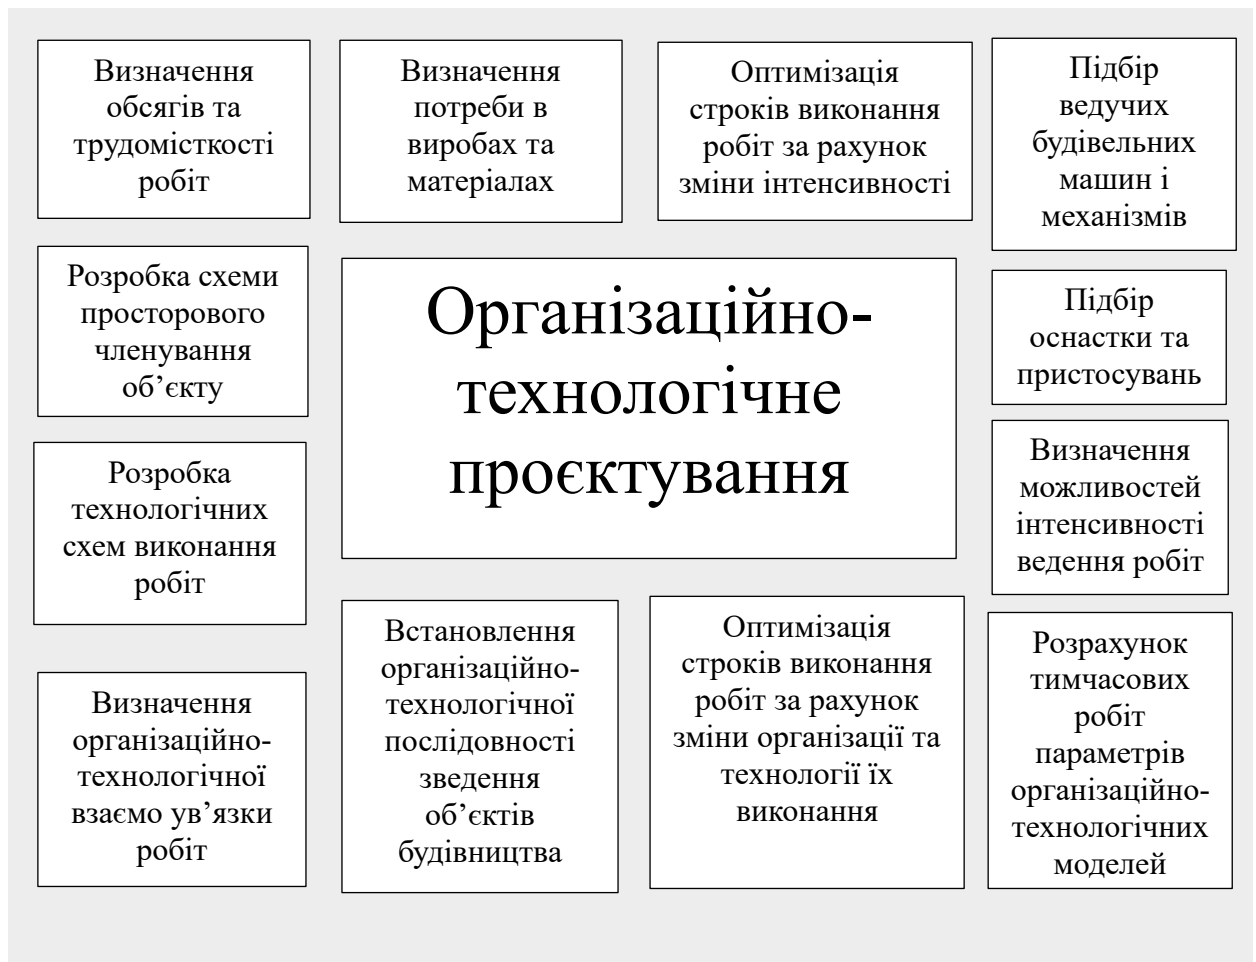 Визначення
обсягів та
трудомісткості
робіт
Визначення
потреби в
виробах та
матеріалах
Оптимізація
строків виконання
робіт за рахунок
зміни інтенсивності
Підбір
ведучих
будівельних
машин і
механізмів
Розробка схеми
просторового
членування
об’єкту
Організаційно-
технологічне
проєктування
Підбір
оснастки та
пристосувань
Розробка
технологічних
схем виконання
робіт
Визначення
можливостей
інтенсивності
ведення робіт
Визначення
організаційно-
технологічної
взаємо ув’язки
робіт
Встановлення
організаційно-
технологічної
послідовності
зведення
об’єктів
будівництва
Оптимізація
строків виконання
робіт за рахунок
зміни організації та
технології їх
виконання
Розрахунок
тимчасових
робіт
параметрів
організаційно-
технологічних
моделей